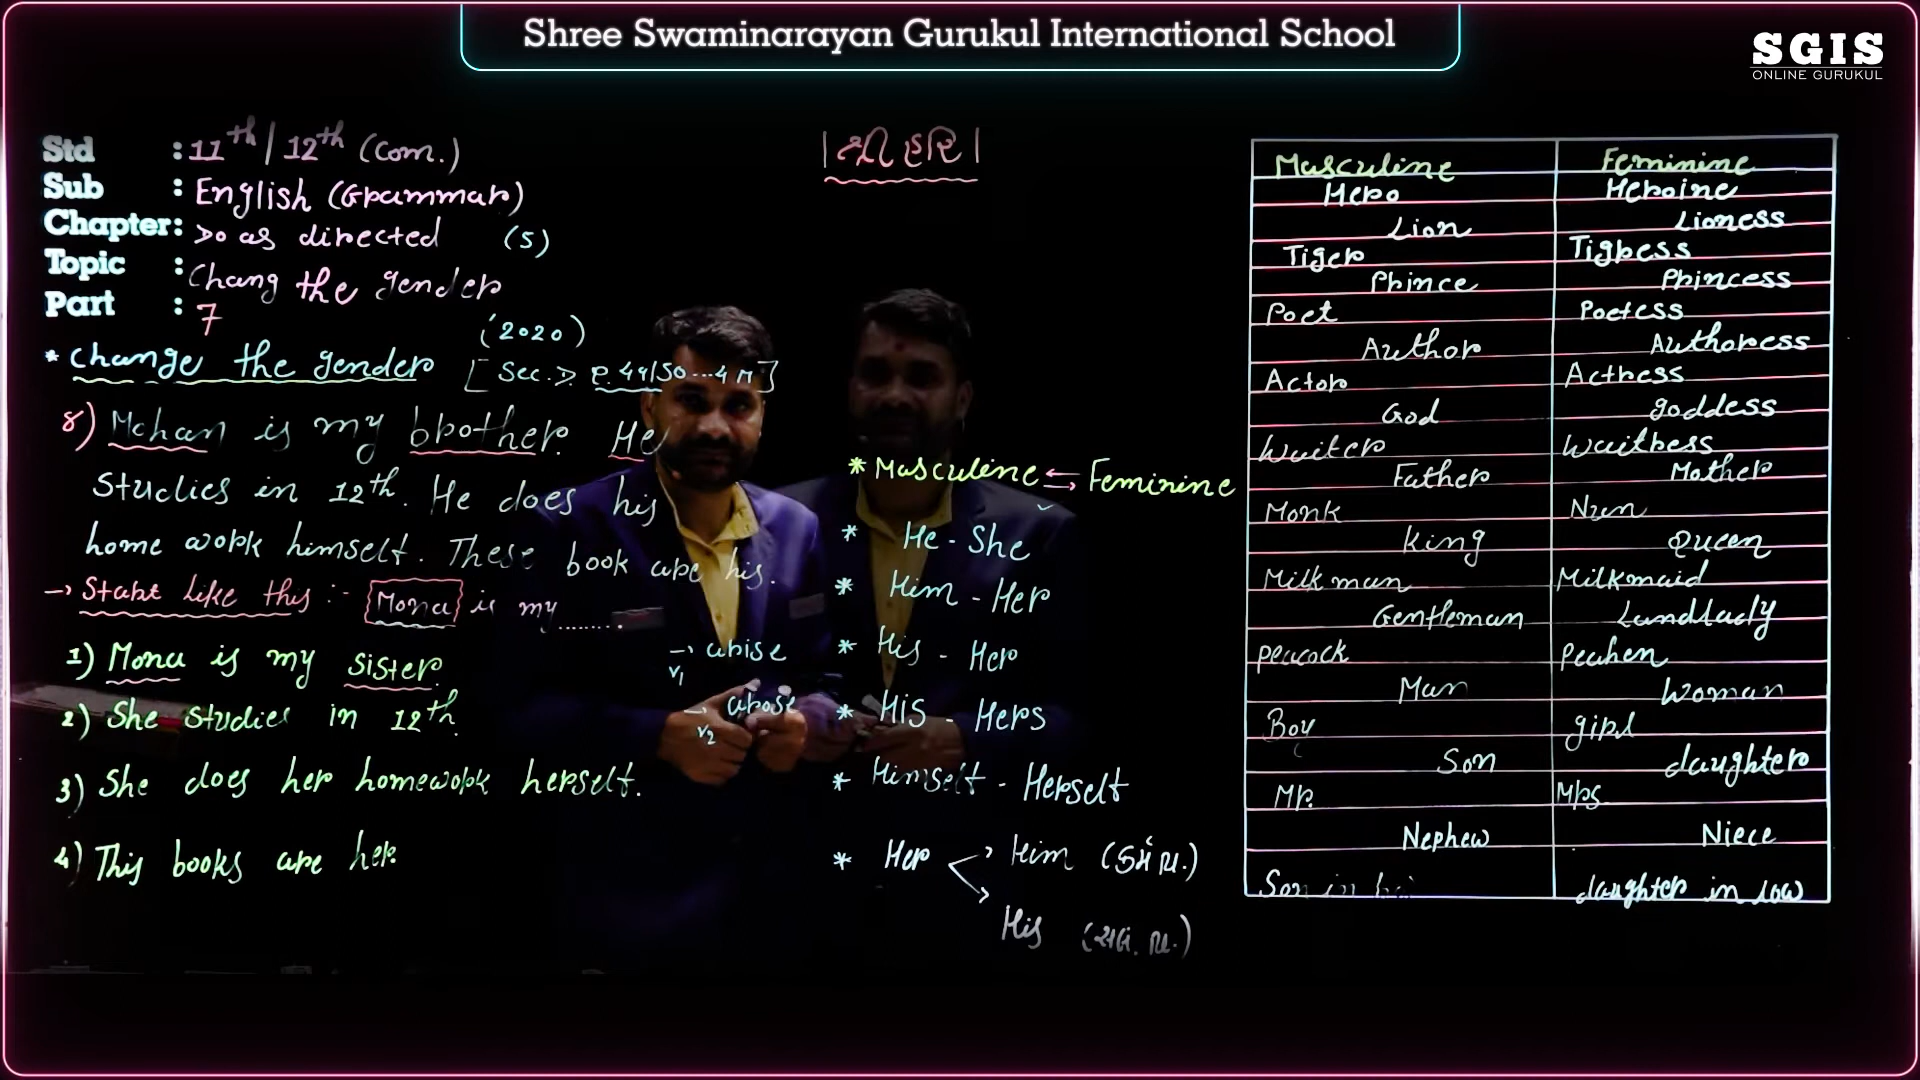 Shree Swaminarayan Gurukul International School
SGIS
ONLINE GURUKUL
Std : 11th / 12th (Com.)
Sub : English (Grammar)
Chapter: Do as directed (5)
Topic : Chang the gender
Part : 7
।શ્રી હરિ।
* Change the gender (2020)
[Sec. D P. 49/50...4 M]
8) Mohan is my brother. He
Studies in 12th. He does his
home work himself. These book are his.
→ Start like this :- Mona is my........
1) Mona is my sister.
2) She studies in 12th.
3) She does her homework herself.
4) This books are her
→ arise
V1
→ arose
V2
* Masculine ⇆ Feminine
* He - She
* Him - Her
* His - Her
* HIS - Hers
* Himself - Herself
* Her → Him (કર્મ વિ.)
→ His
Masculine Feminine
Hero Heroine
Lion Lioness
Tiger Tigress
Prince Princess
Poet Poetess
Author Authoress
Actor Actress
God goddess
Waiter Waitress
Father Mother
Monk Nun
King Queen
Milk man Milkmaid
Gentleman Landlady
peacock Peahen
Man Woman
Boy girl
Son daughter
Mr. Mrs
Nephew Niece
Son in daughter in low